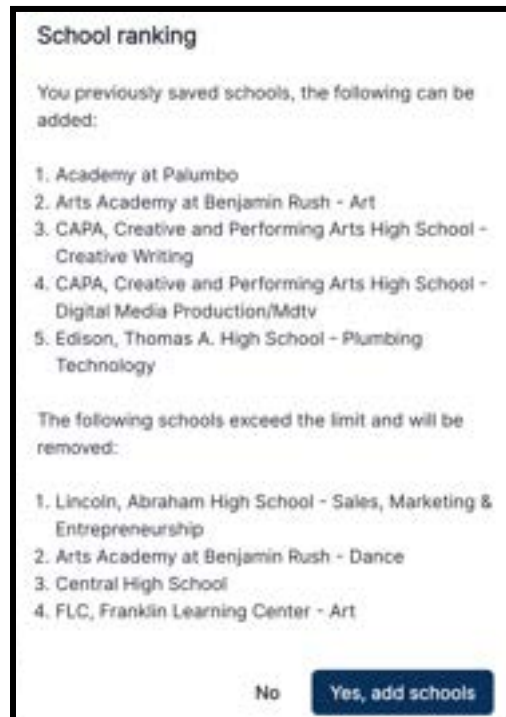 School ranking
You previously saved schools, the following can be
added:
1. Academy at Palumbo
2. Arts Academy at Benjamin Rush - Art
3. CAPA, Creative and Performing Arts High School -
Creative Writing
4. CAPA, Creative and Performing Arts High School -
Digital Media Production/Mdtv
5. Edison, Thomas A. High School - Plumbing
Technology
The following schools exceed the limit and will be
removed:
1. Lincoln, Abraham High School - Sales, Marketing &
Entrepreneurship
2. Arts Academy at Benjamin Rush - Dance
3. Central High School
4. FLC, Franklin Learning Center - Art
No Yes, add schools